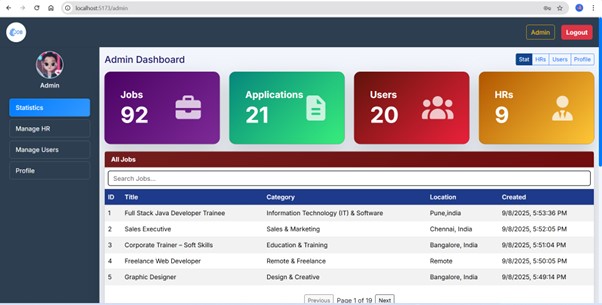 localhost:5173/admin
JOB
Admin
Logout
Admin
Statistics
Manage HR
Manage Users
Profile
Admin Dashboard
Stat HRs Users Profile
Jobs
92
Applications
21
Users
20
HRs
9
All Jobs
Search Jobs...
ID Title Category Location Created
1 Full Stack Java Developer Trainee Information Technology (IT) & Software Pune,india 9/8/2025, 5:53:36 PM
2 Sales Executive Sales & Marketing Chennai, India 9/8/2025, 5:52:05 PM
3 Corporate Trainer – Soft Skills Education & Training Bangalore, India 9/8/2025, 5:51:04 PM
4 Freelance Web Developer Remote & Freelance Remote 9/8/2025, 5:50:05 PM
5 Graphic Designer Design & Creative Bangalore, India 9/8/2025, 5:49:14 PM
Previous Page 1 of 19 Next